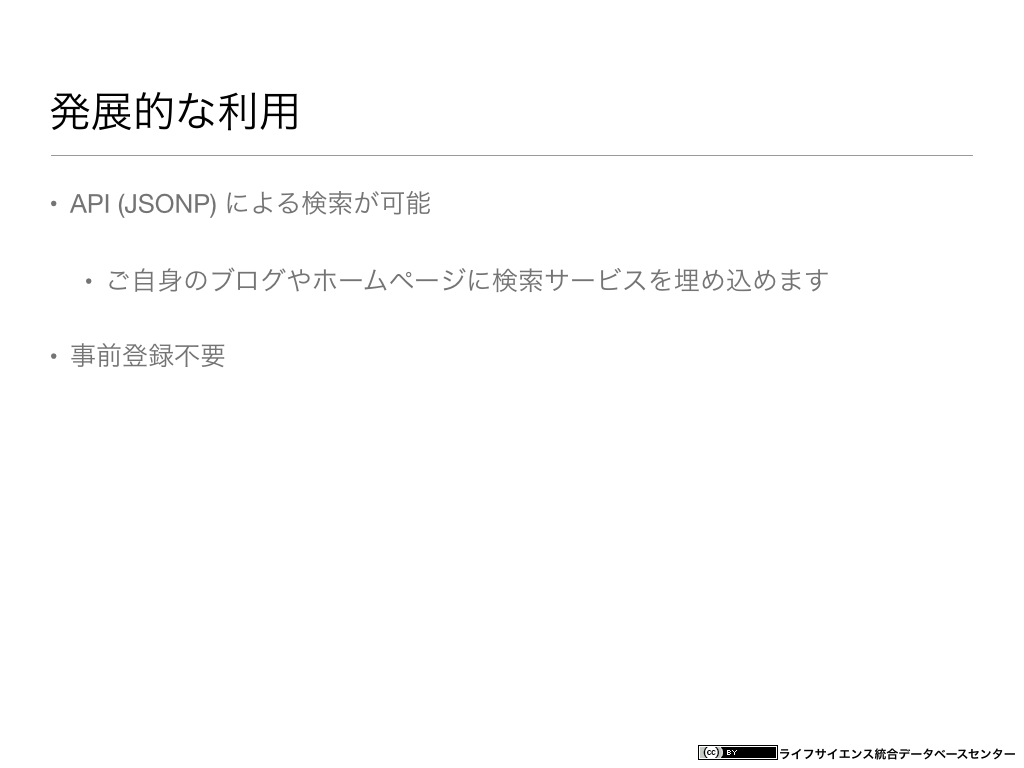 発展的な利用
• API (JSONP) による検索が可能
• ご自身のブログやホームページに検索サービスを埋め込めます
• 事前登録不要
(cc) BY ライフサイエンス統合データベースセンター